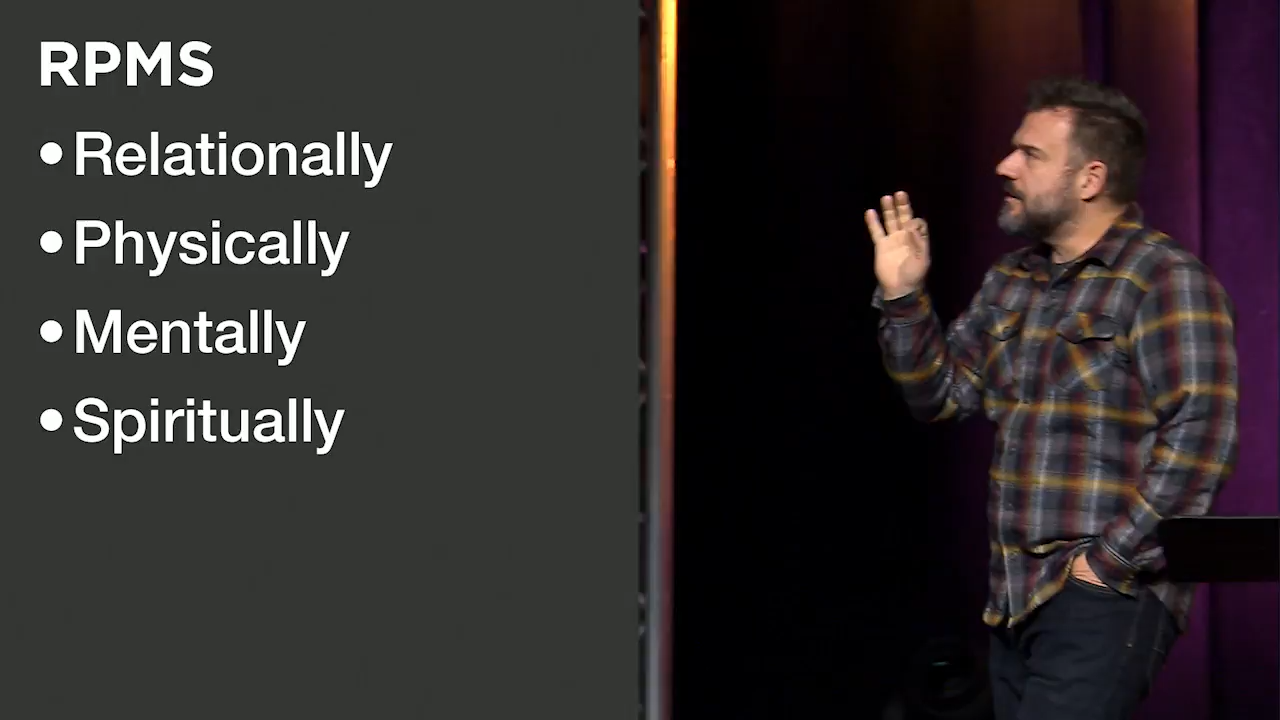 RPMS
• Relationally
• Physically
• Mentally
• Spiritually